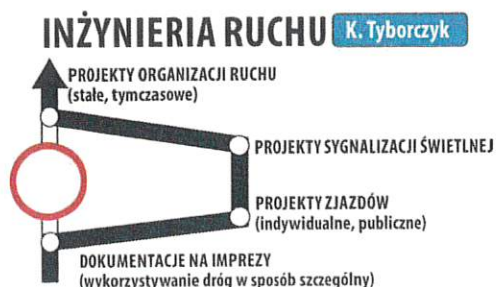 INŻYNIERIA RUCHU K. Tyborczyk
PROJEKTY ORGANIZACJI RUCHU
(stałe, tymczasowe)
PROJEKTY SYGNALIZACJI ŚWIETLNEJ
PROJEKTY ZJAZDÓW
(indywidualne, publiczne)
DOKUMENTACJE NA IMPREZY
(wykorzystywanie dróg w sposób szczególny)